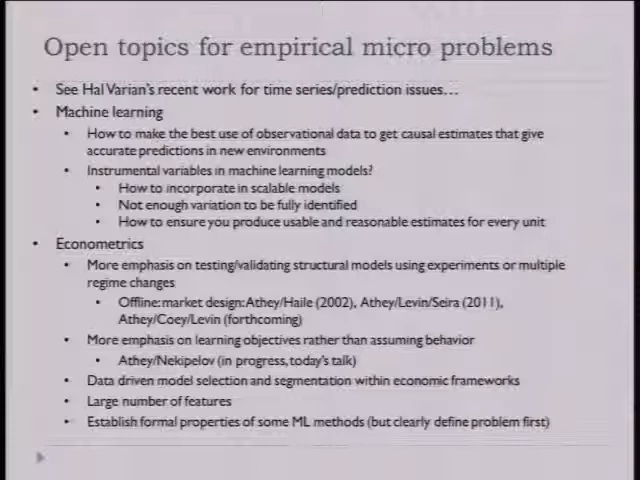 Open topics for empirical micro problems
• See Hal Varian's recent work for time series/prediction issues…
• Machine learning
• How to make the best use of observational data to get causal estimates that give
accurate predictions in new environments
• Instrumental variables in machine learning models?
• How to incorporate in scalable models
• Not enough variation to be fully identified
• How to ensure you produce usable and reasonable estimates for every unit
• Econometrics
• More emphasis on testing/validating structural models using experiments or multiple
regime changes
• Offline: market design: Athey/Haile (2002), Athey/Levin/Seira (2011),
Athey/Coey/Levin (forthcoming)
• More emphasis on learning objectives rather than assuming behavior
• Athey/Nekipelov (in progress, today's talk)
• Data driven model selection and segmentation within economic frameworks
• Large number of features
• Establish formal properties of some ML methods (but clearly define problem first)